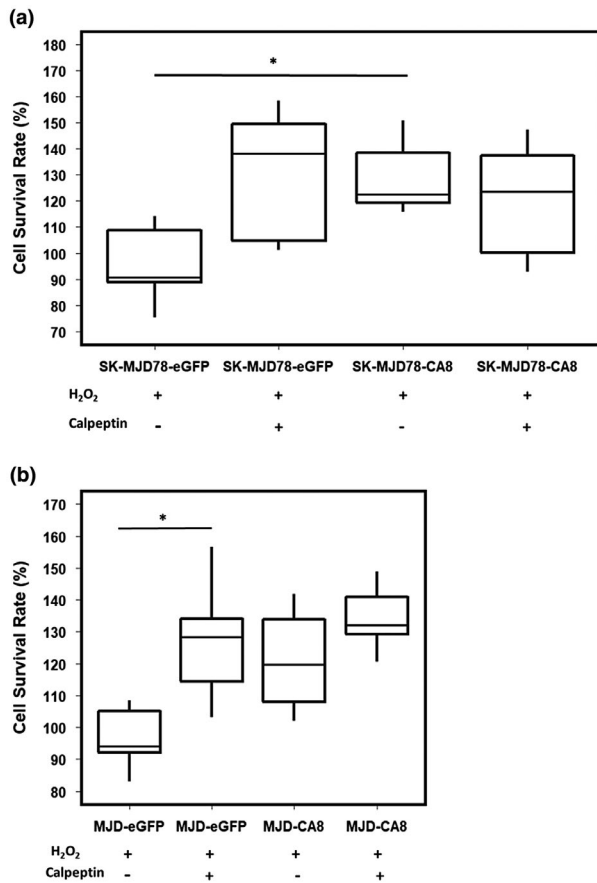 (a)
*
Cell Survival Rate (%)
180
170
160
150
140
130
120
110
100
90
80
70
SK-MJD78-eGFP SK-MJD78-eGFP SK-MJD78-CA8 SK-MJD78-CA8
H₂O₂ + + + +
Calpeptin - + - +
(b)
*
Cell Survival Rate (%)
170
160
150
140
130
120
110
100
90
80
MJD-eGFP MJD-eGFP MJD-CA8 MJD-CA8
H₂O₂ + + + +
Calpeptin - + - +